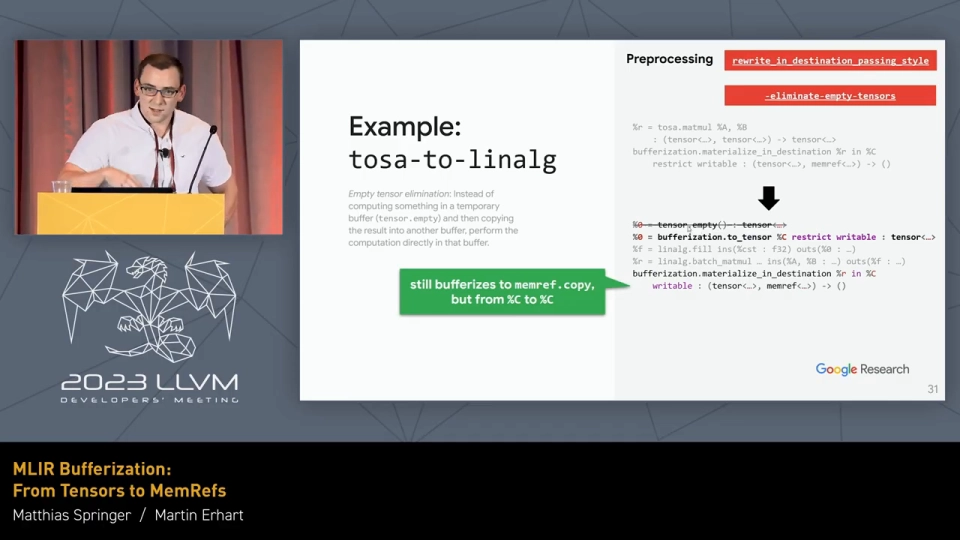 Preprocessing
rewrite_in_destination_passing_style
-eliminate-empty-tensors
Example:
tosa-to-linalg
Empty tensor elimination: Instead of
computing something in a temporary
buffer (tensor.empty) and then copying
the result into another buffer, perform the
computation directly in that buffer.
%r = tosa.matmul %A, %B
: (tensor<…>, tensor<…>) -> tensor<…>
bufferization.materialize_in_destination %r in %C
restrict writable : (tensor<…>, memref<…>) -> ()
%0 = tensor.empty() : tensor<…>
%0 = bufferization.to_tensor %C restrict writable : tensor<…>
%f = linalg.fill ins(%cst : f32) outs(%0 : …)
%r = linalg.batch_matmul … ins(%A, %B : …) outs(%f : …)
bufferization.materialize_in_destination %r in %C
writable : (tensor<…>, memref<…>) -> ()
still bufferizes to memref.copy,
but from %C to %C
Google Research
31
2023 LLVM
DEVELOPERS' MEETING
MLIR Bufferization:
From Tensors to MemRefs
Matthias Springer / Martin Erhart